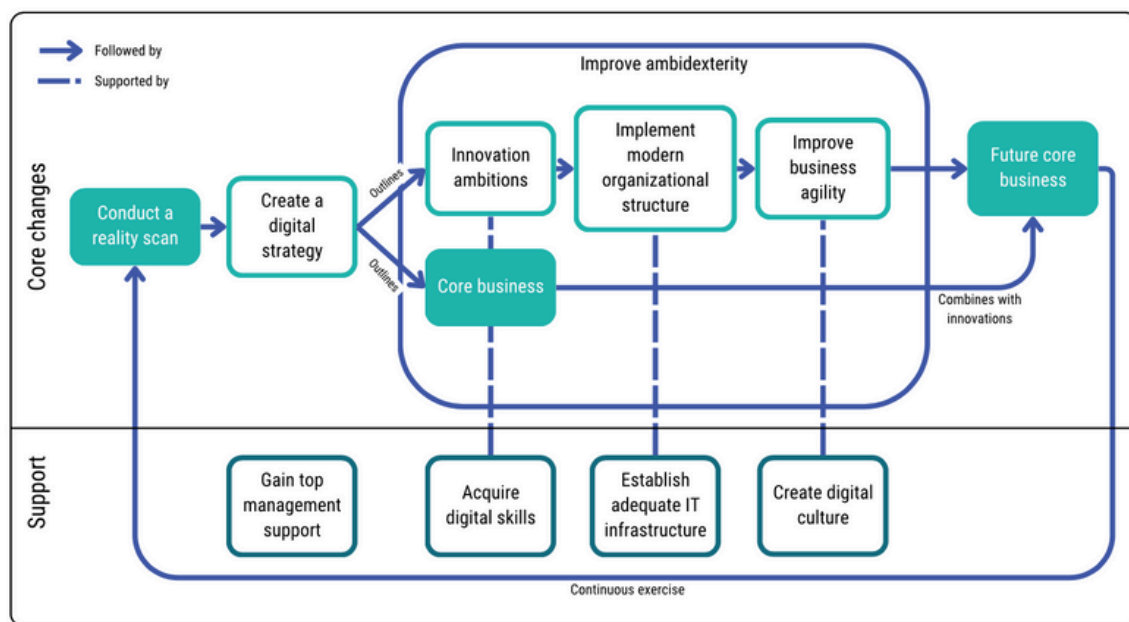 Followed by
Supported by
Improve ambidexterity
Core changes
Conduct a
reality scan
Create a
digital
strategy
Outlines
Outlines
Innovation
ambitions
Implement
modern
organizational
structure
Improve
business
agility
Future core
business
Core business
Combines with
innovations
Support
Gain top
management
support
Acquire
digital skills
Establish
adequate IT
infrastructure
Create digital
culture
Continuous exercise